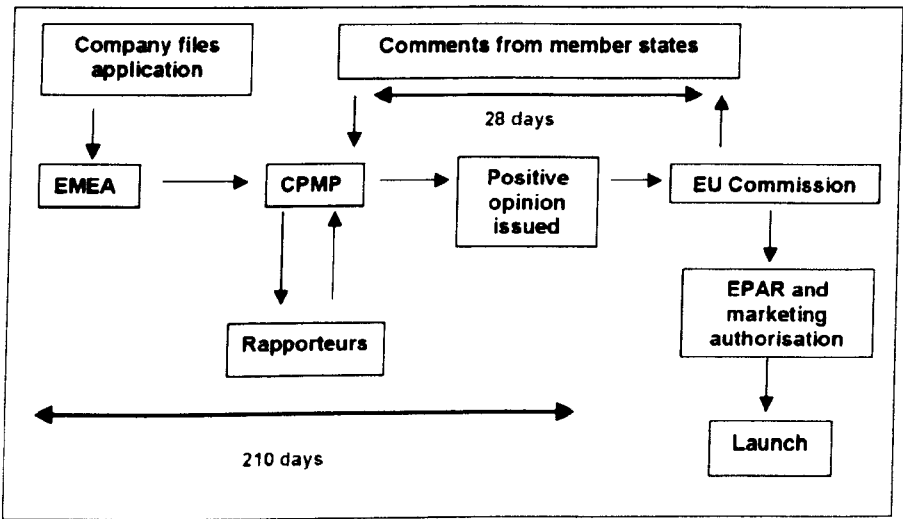 Company files
application
Comments from member states
28 days
EMEA
CPMP
Positive
opinion
issued
EU Commission
Rapporteurs
EPAR and
marketing
authorisation
210 days
Launch